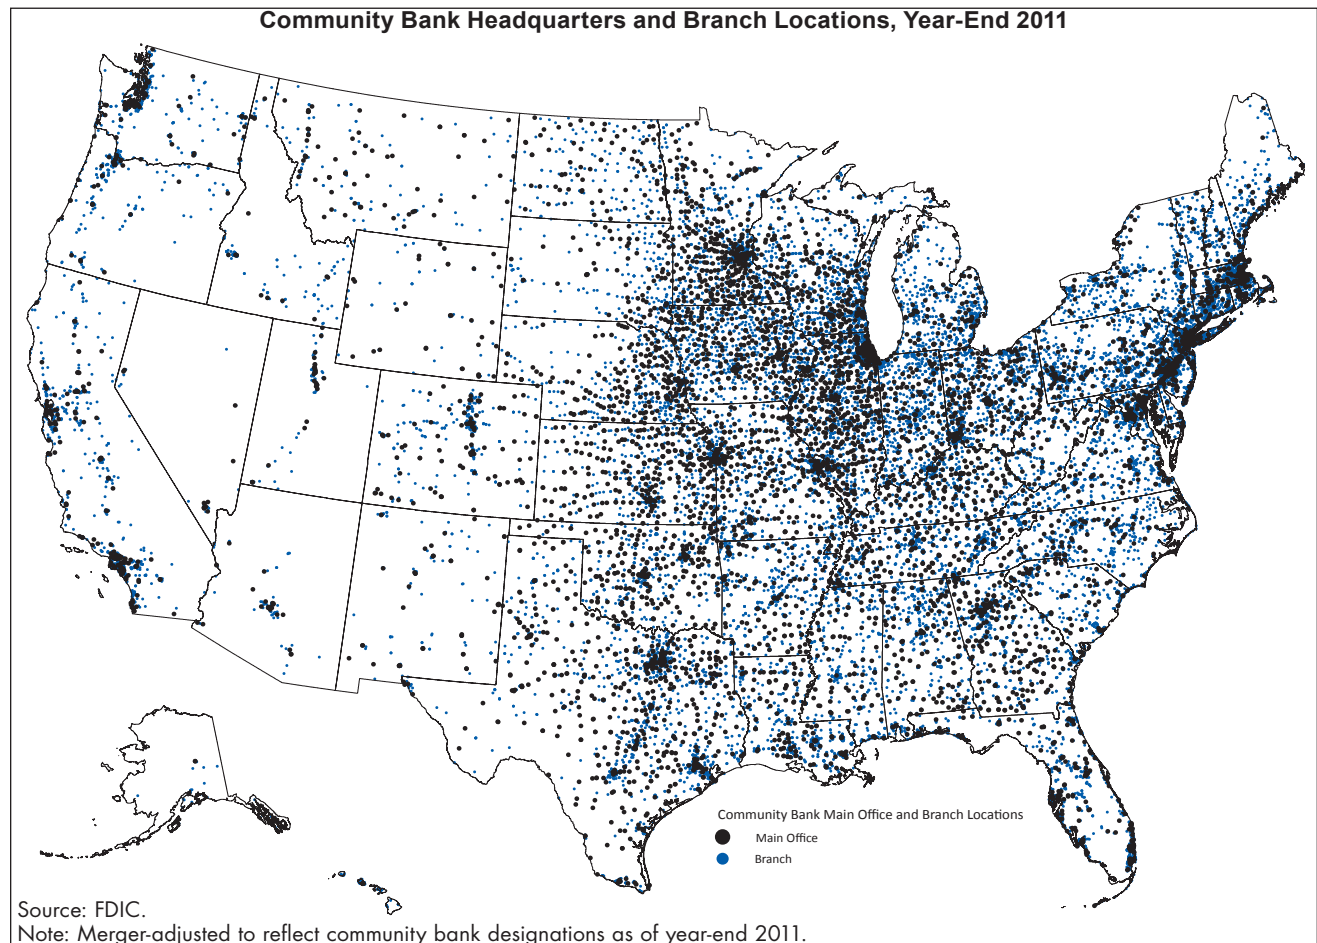 Community Bank Headquarters and Branch Locations, Year-End 2011
Community Bank Main Office and Branch Locations
Main Office
Branch
Source: FDIC.
Note: Merger-adjusted to reflect community bank designations as of year-end 2011.